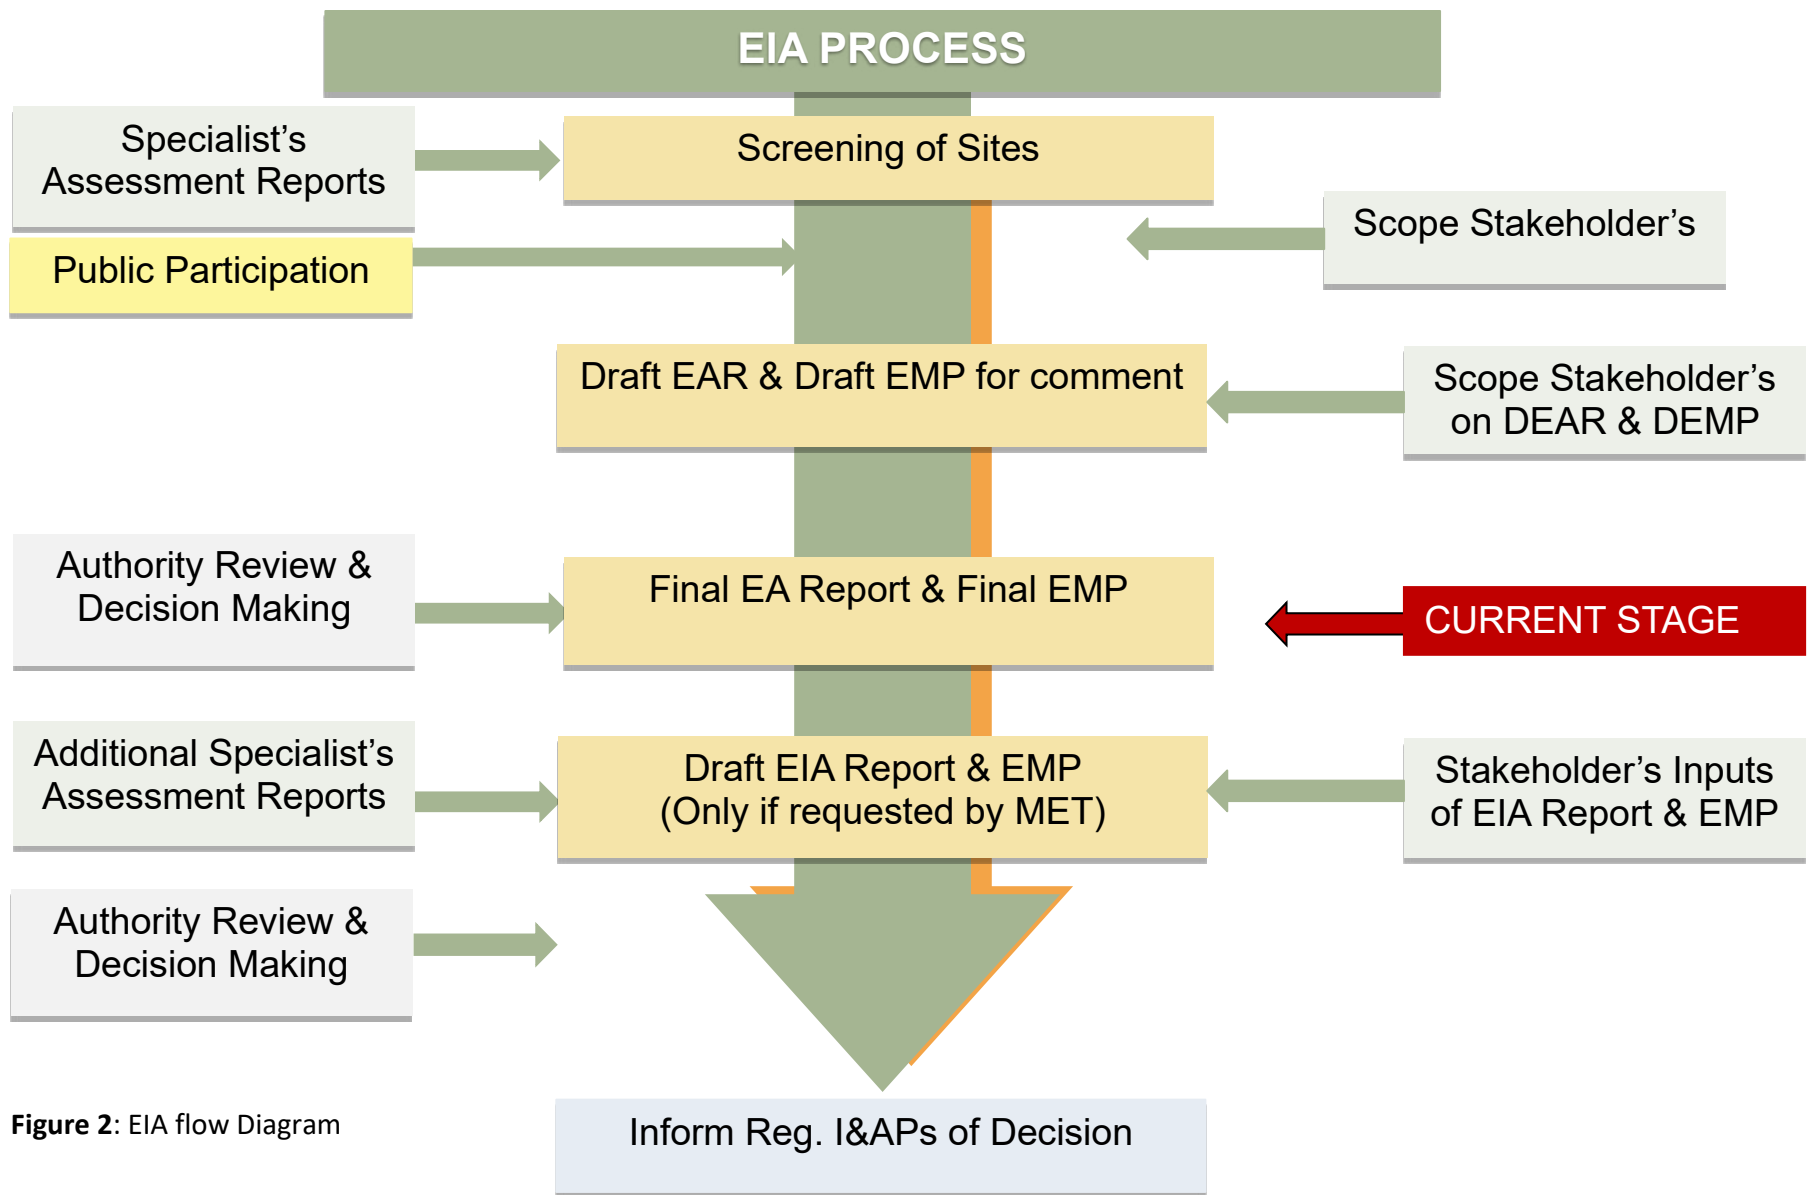 EIA PROCESS
Specialist's
Assessment Reports
Screening of Sites
Scope Stakeholder's
Public Participation
Draft EAR & Draft EMP for comment
Scope Stakeholder's
on DEAR & DEMP
Authority Review &
Decision Making
Final EA Report & Final EMP
CURRENT STAGE
Additional Specialist's
Assessment Reports
Draft EIA Report & EMP
(Only if requested by MET)
Stakeholder's Inputs
of EIA Report & EMP
Authority Review &
Decision Making
Figure 2: EIA flow Diagram
Inform Reg. I&APs of Decision